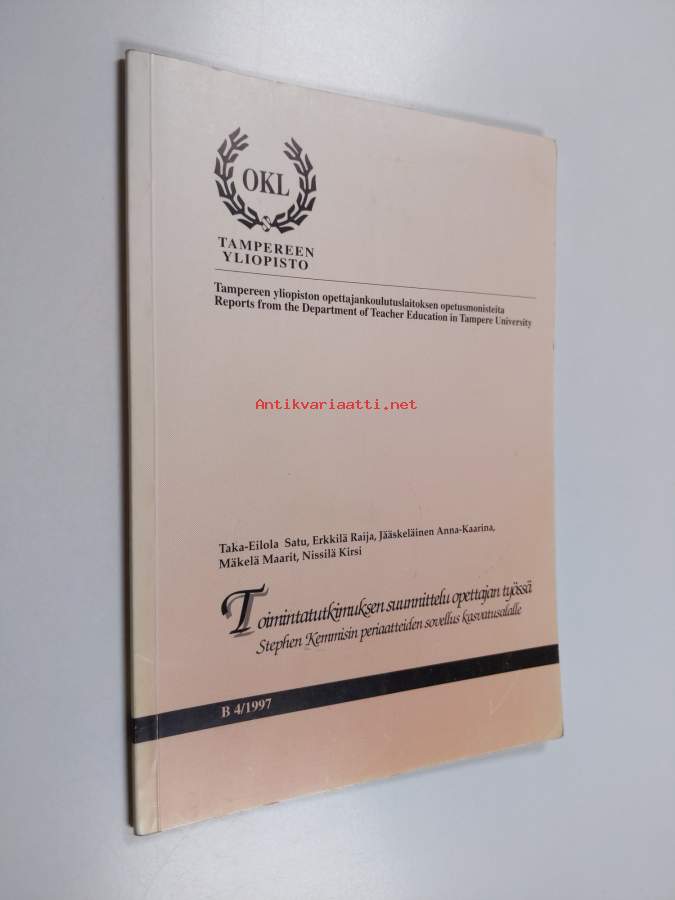 OKL
TAMPEREEN
YLIOPISTO
Tampereen yliopiston opettajankoulutuslaitoksen opetusmonisteita
Reports from the Department of Teacher Education in Tampere University
Antikvariaatti.net
Taka-Eilola Satu, Erkkilä Raija, Jääskeläinen Anna-Kaarina,
Mäkelä Maarit, Nissilä Kirsi
Toimintatutkimuksen suunnittelu opettajan työssä
Stephen Kemmisin periaatteiden sovellus kasvatusalalle
B 4/1997